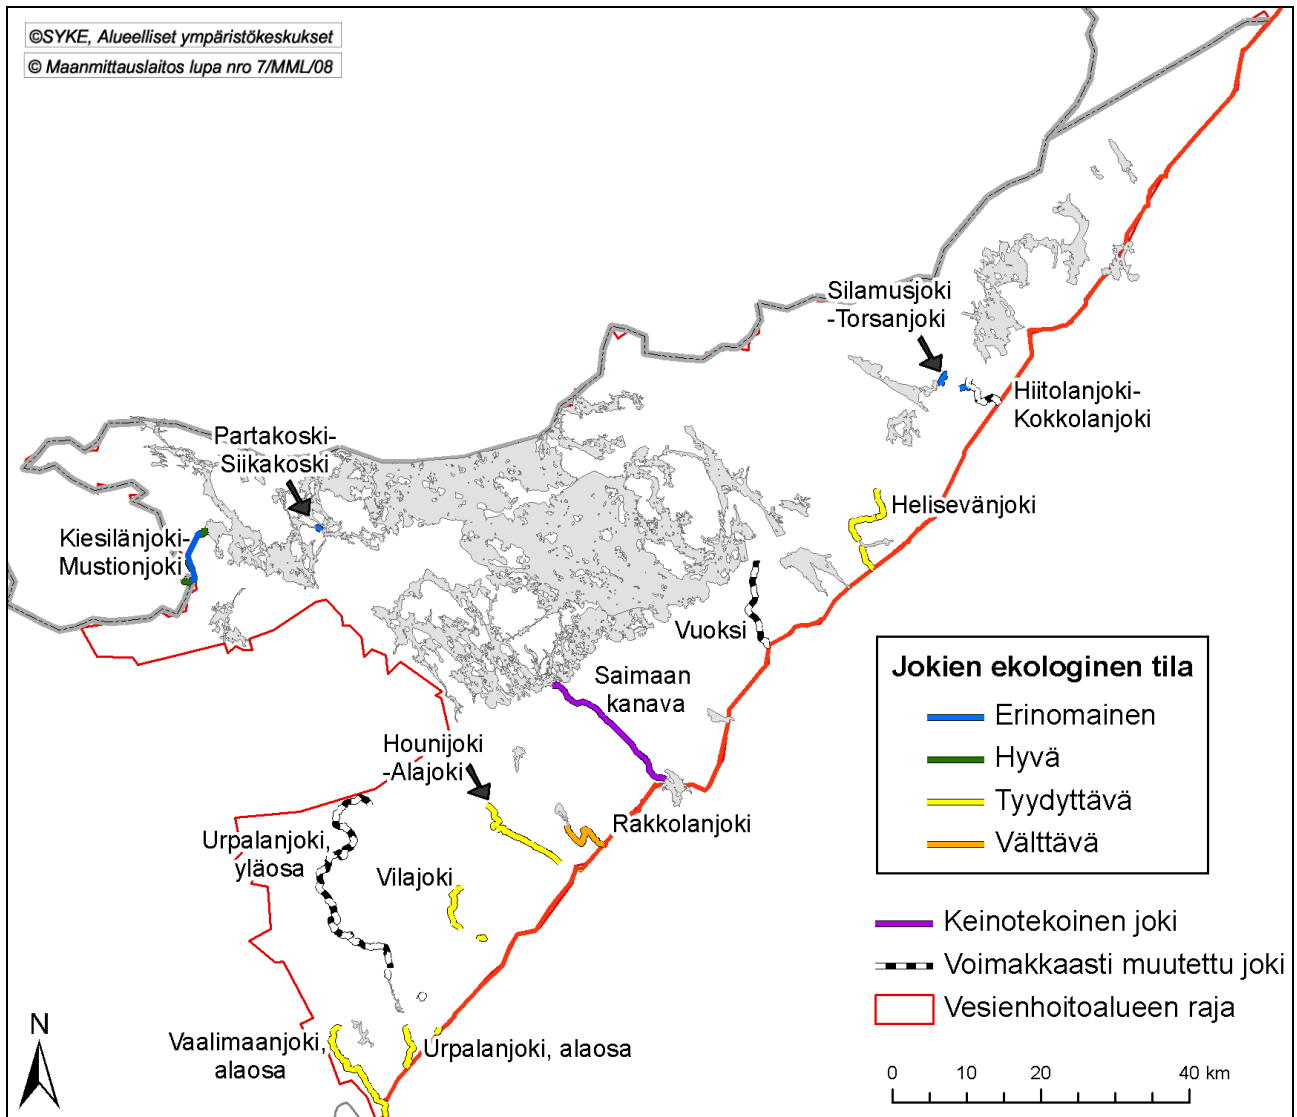 ©SYKE, Alueelliset ympäristökeskukset
© Maanmittauslaitos lupa nro 7/MML/08
Silamusjoki
-Torsanjoki
Hiitolanjoki-
Kokkolanjoki
Partakoski-
Siikakoski
Helisevänjoki
Kiesilänjoki-
Mustionjoki
Vuoksi
Saimaan
kanava
Hounijoki
-Alajoki
Rakkolanjoki
Urpalanjoki,
yläosa
Vilajoki
Vaalimaanjoki,
alaosa
Urpalanjoki, alaosa
Jokien ekologinen tila
Erinomainen
Hyvä
Tyydyttävä
Välttävä
Keinotekoinen joki
Voimakkaasti muutettu joki
Vesienhoitoalueen raja
N
0 10 20 40 km